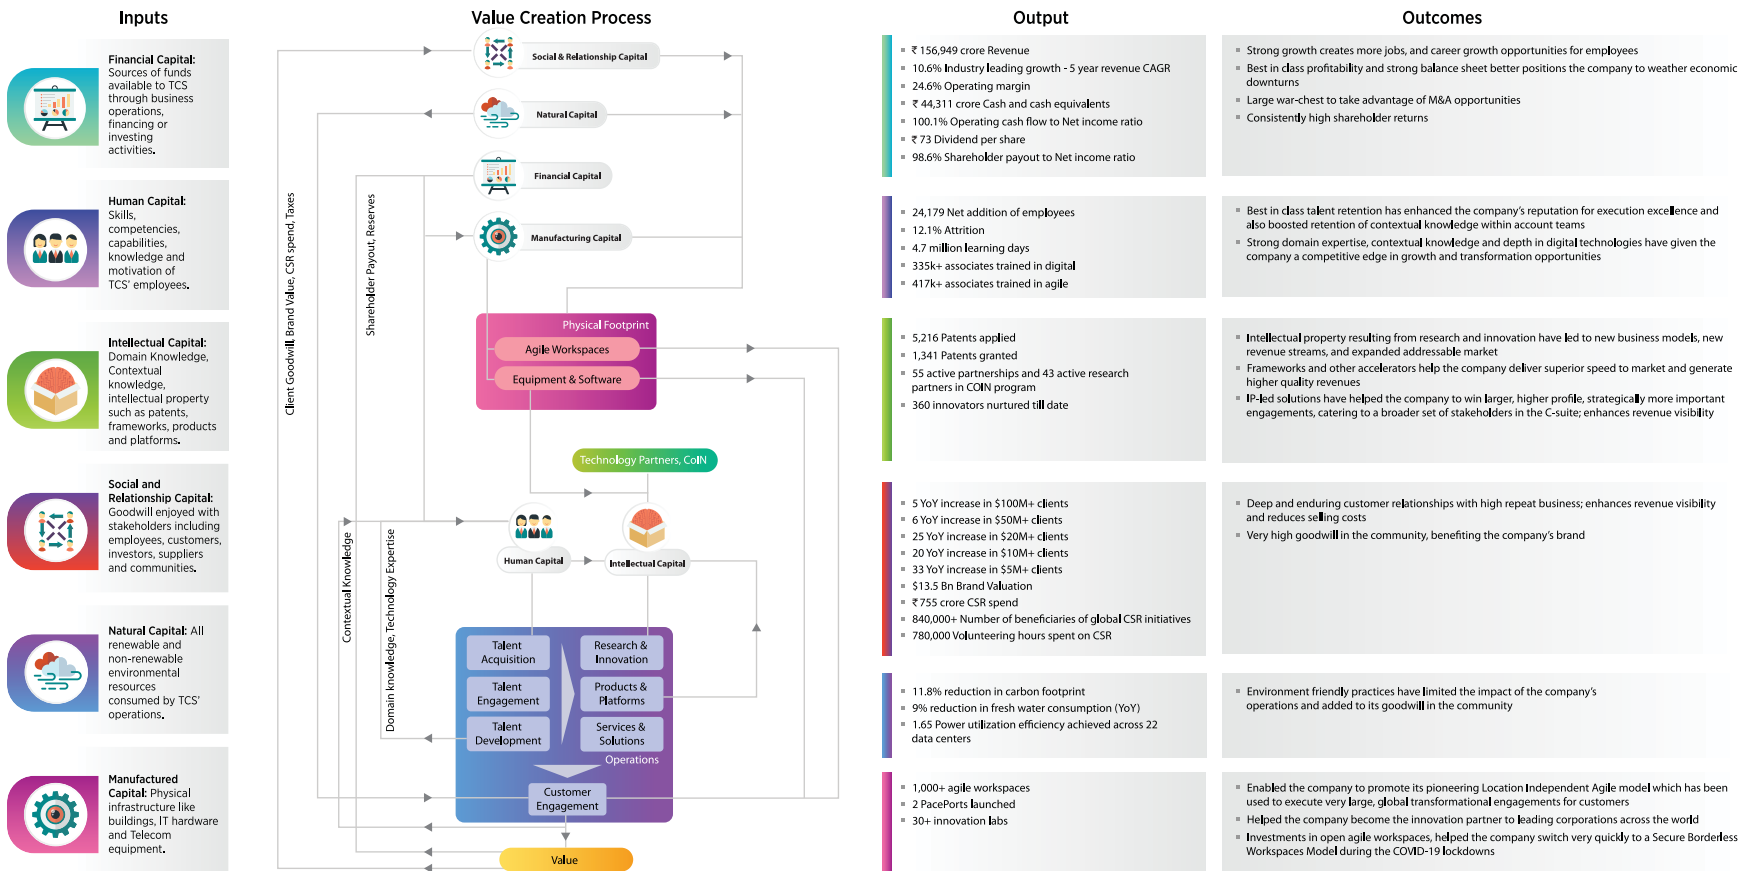 Inputs
Financial Capital:
Sources of funds
available to TCS
through business
operations,
financing or
investing
activities.
Human Capital:
Skills,
competencies,
capabilities,
knowledge and
motivation of
TCS' employees.
Intellectual Capital:
Domain Knowledge,
Contextual
knowledge,
intellectual property
such as patents,
frameworks, products
and platforms.
Social and
Relationship Capital:
Goodwill enjoyed with
stakeholders including
employees, customers,
investors, suppliers
and communities.
Natural Capital: All
renewable and
non-renewable
environmental
resources
consumed by TCS'
operations.
Manufactured
Capital: Physical
infrastructure like
buildings, IT hardware
and Telecom
equipment.
Value Creation Process
Social & Relationship Capital
Natural Capital
Financial Capital
Manufacturing Capital
Client Goodwill, Brand Value, CSR spend, Taxes
Shareholder Payout, Reserves
Physical Footprint
Agile Workspaces
Equipment & Software
Technology Partners, CoIN
Human Capital
Intellectual Capital
Contextual Knowledge
Domain knowledge, Technology Expertise
Talent
Acquisition
Talent
Engagement
Talent
Development
Research &
Innovation
Products &
Platforms
Services &
Solutions
Operations
Customer
Engagement
Value
Output
₹ 156,949 crore Revenue
10.6% Industry leading growth - 5 year revenue CAGR
24.6% Operating margin
₹ 44,311 crore Cash and cash equivalents
100.1% Operating cash flow to Net income ratio
₹ 73 Dividend per share
98.6% Shareholder payout to Net income ratio
24,179 Net addition of employees
12.1% Attrition
4.7 million learning days
335k+ associates trained in digital
417k+ associates trained in agile
5,216 Patents applied
1,341 Patents granted
55 active partnerships and 43 active research
partners in COIN program
360 innovators nurtured till date
5 YoY increase in $100M+ clients
6 YoY increase in $50M+ clients
25 YoY increase in $20M+ clients
20 YoY increase in $10M+ clients
33 YoY increase in $5M+ clients
$13.5 Bn Brand Valuation
₹ 755 crore CSR spend
840,000+ Number of beneficiaries of global CSR initiatives
780,000 Volunteering hours spent on CSR
11.8% reduction in carbon footprint
9% reduction in fresh water consumption (YoY)
1.65 Power utilization efficiency achieved across 22
data centers
1,000+ agile workspaces
2 PacePorts launched
30+ innovation labs
Outcomes
Strong growth creates more jobs, and career growth opportunities for employees
Best in class profitability and strong balance sheet better positions the company to weather economic
downturns
Large war-chest to take advantage of M&A opportunities
Consistently high shareholder returns
Best in class talent retention has enhanced the company's reputation for execution excellence and
also boosted retention of contextual knowledge within account teams
Strong domain expertise, contextual knowledge and depth in digital technologies have given the
company a competitive edge in growth and transformation opportunities
Intellectual property resulting from research and innovation have led to new business models, new
revenue streams, and expanded addressable market
Frameworks and other accelerators help the company deliver superior speed to market and generate
higher quality revenues
IP-led solutions have helped the company to win larger, higher profile, strategically more important
engagements, catering to a broader set of stakeholders in the C-suite; enhances revenue visibility
Deep and enduring customer relationships with high repeat business; enhances revenue visibility
and reduces selling costs
Very high goodwill in the community, benefiting the company's brand
Environment friendly practices have limited the impact of the company's
operations and added to its goodwill in the community
Enabled the company to promote its pioneering Location Independent Agile model which has been
used to execute very large, global transformational engagements for customers
Helped the company become the innovation partner to leading corporations across the world
Investments in open agile workspaces, helped the company switch very quickly to a Secure Borderless
Workspaces Model during the COVID-19 lockdowns